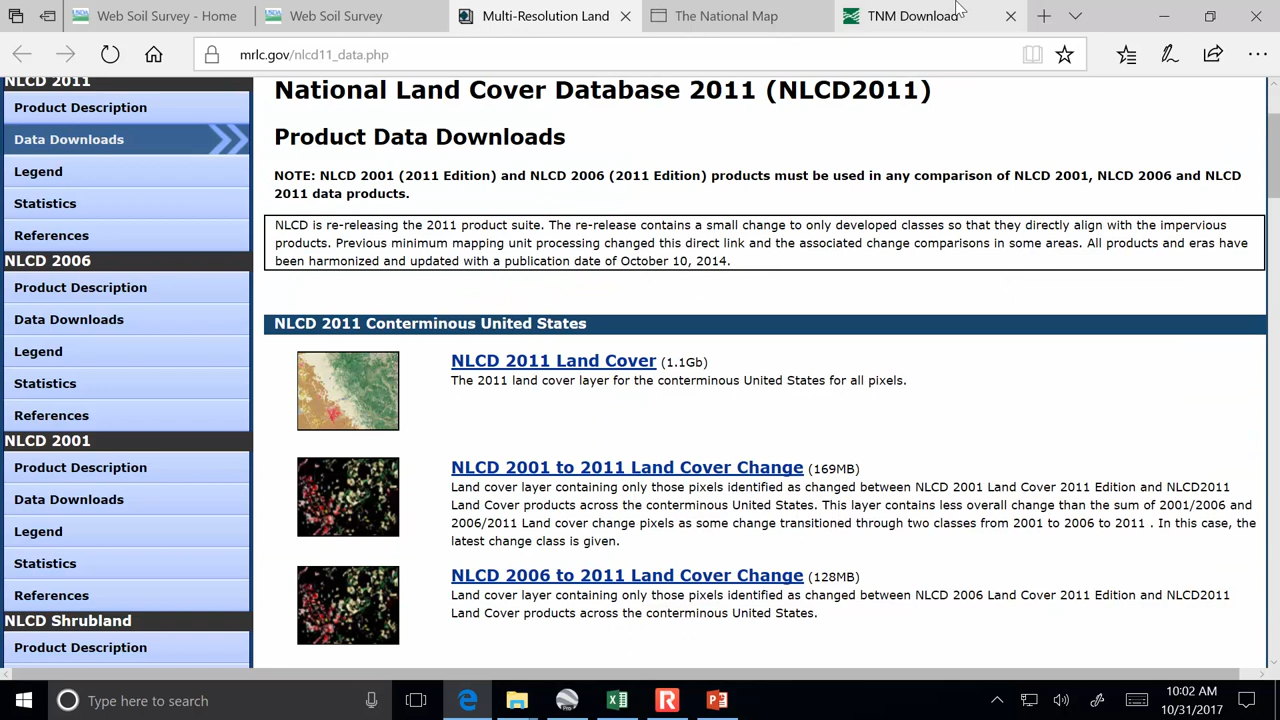 Web Soil Survey - Home
Web Soil Survey
Multi-Resolution Land
The National Map
TNM Download
mrlc.gov/nlcd11_data.php
NLCD 2011
Product Description
Data Downloads
Legend
Statistics
References
NLCD 2006
Product Description
Data Downloads
Legend
Statistics
References
NLCD 2001
Product Description
Data Downloads
Legend
Statistics
References
NLCD Shrubland
Product Description
National Land Cover Database 2011 (NLCD2011)
Product Data Downloads
NOTE: NLCD 2001 (2011 Edition) and NLCD 2006 (2011 Edition) products must be used in any comparison of NLCD 2001, NLCD 2006 and NLCD
2011 data products.
NLCD is re-releasing the 2011 product suite. The re-release contains a small change to only developed classes so that they directly align with the impervious
products. Previous minimum mapping unit processing changed this direct link and the associated change comparisons in some areas. All products and eras have
been harmonized and updated with a publication date of October 10, 2014.
NLCD 2011 Conterminous United States
NLCD 2011 Land Cover (1.1Gb)
The 2011 land cover layer for the conterminous United States for all pixels.
NLCD 2001 to 2011 Land Cover Change (169MB)
Land cover layer containing only those pixels identified as changed between NLCD 2001 Land Cover 2011 Edition and NLCD2011
Land Cover products across the conterminous United States. This layer contains less overall change than the sum of 2001/2006 and
2006/2011 Land cover change pixels as some change transitioned through two classes from 2001 to 2006 to 2011 . In this case, the
latest change class is given.
NLCD 2006 to 2011 Land Cover Change (128MB)
Land cover layer containing only those pixels identified as changed between NLCD 2006 Land Cover 2011 Edition and NLCD2011
Land Cover products across the conterminous United States.
Type here to search
10:02 AM
10/31/2017